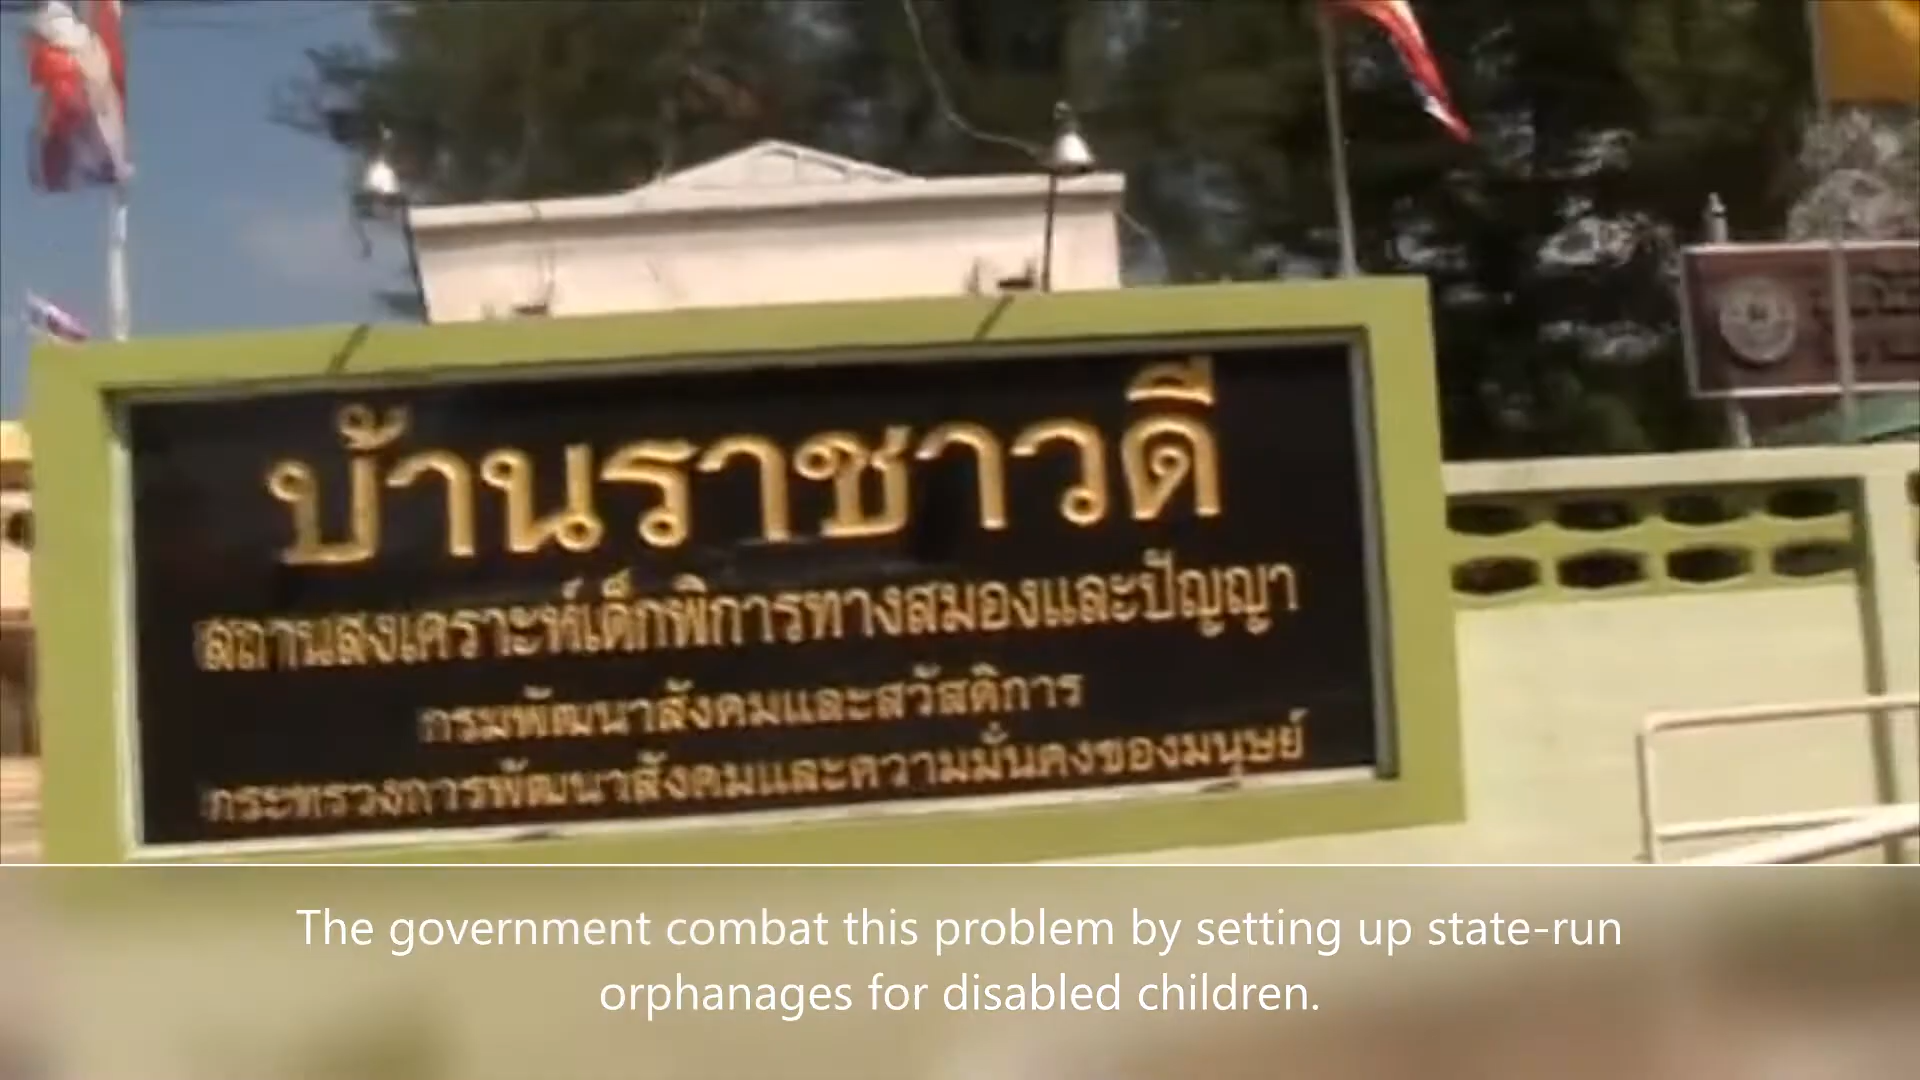 บ้านราชาวดี
สถานสงเคราะห์เด็กพิการทางสมองและปัญญา
กรมพัฒนาสังคมและสวัสดิการ
กระทรวงการพัฒนาสังคมและความมั่นคงของมนุษย์
The government combat this problem by setting up state-run
orphanages for disabled children.